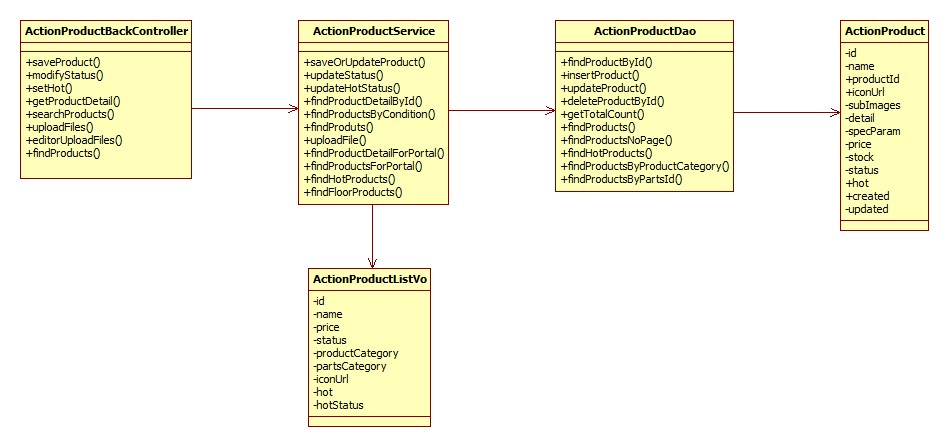 ActionProductBackController
+saveProduct()
+modifyStatus()
+setHot()
+getProductDetail()
+searchProducts()
+uploadFiles()
+editorUploadFiles()
+findProducts()
ActionProductService
+saveOrUpdateProduct()
+updateStatus()
+updateHotStatus()
+findProductDetailById()
+findProductsByCondition()
+findProduts()
+uploadFile()
+findProductDetailForPortal()
+findProductsForPortal()
+findHotProducts()
+findFloorProducts()
ActionProductDao
+findProductById()
+insertProduct()
+updateProduct()
+deleteProductById()
+getTotalCount()
+findProducts()
+findProductsNoPage()
+findHotProducts()
+findProductsByProductCategory()
+findProductsByPartsId()
ActionProduct
-id
-name
+productId
+iconUrl
-subImages
-detail
-specParam
-price
-stock
-status
+hot
+created
-updated
ActionProductListVo
-id
-name
-price
-status
-productCategory
-partsCategory
-iconUrl
-hot
-hotStatus